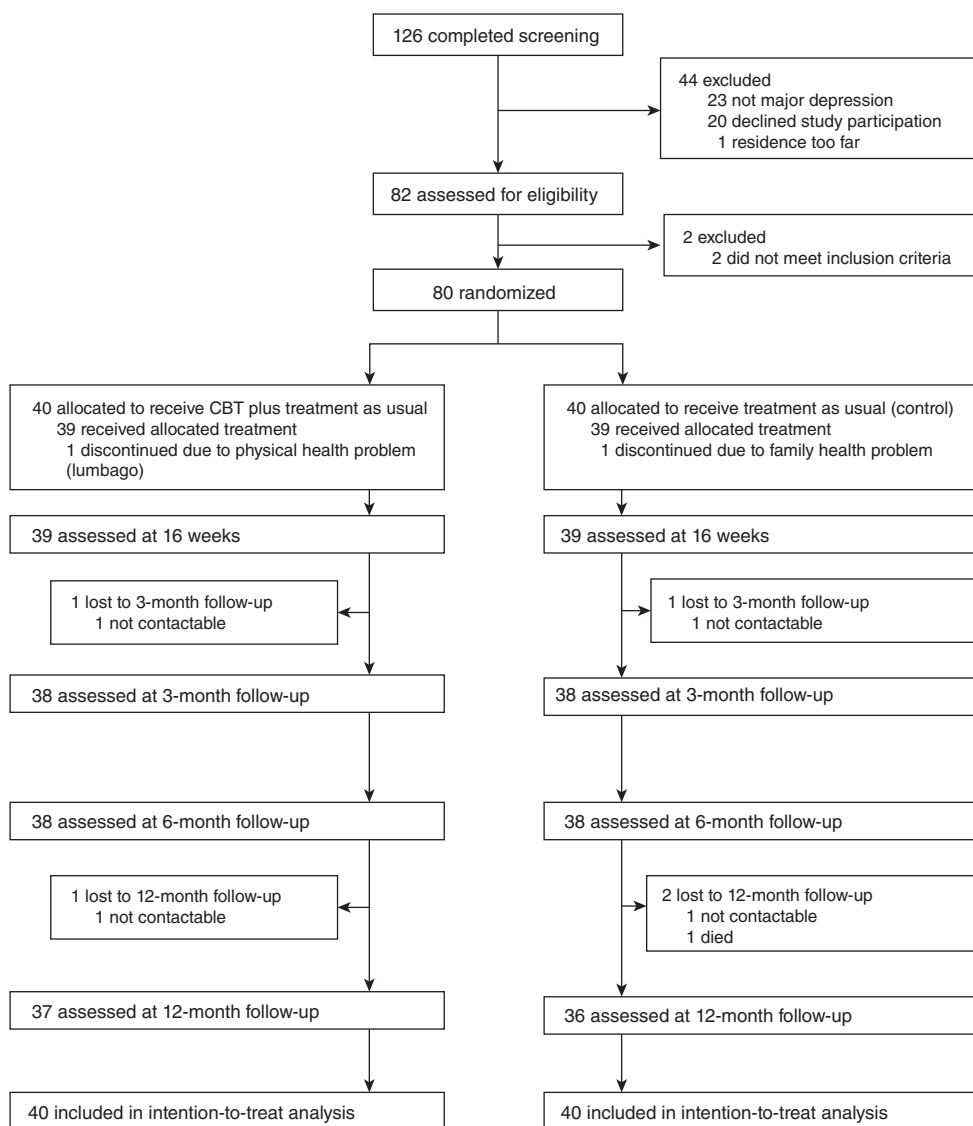 126 completed screening
44 excluded
23 not major depression
20 declined study participation
1 residence too far
82 assessed for eligibility
2 excluded
2 did not meet inclusion criteria
80 randomized
40 allocated to receive CBT plus treatment as usual
39 received allocated treatment
1 discontinued due to physical health problem
(lumbago)
40 allocated to receive treatment as usual (control)
39 received allocated treatment
1 discontinued due to family health problem
39 assessed at 16 weeks
39 assessed at 16 weeks
1 lost to 3-month follow-up
1 not contactable
1 lost to 3-month follow-up
1 not contactable
38 assessed at 3-month follow-up
38 assessed at 3-month follow-up
38 assessed at 6-month follow-up
38 assessed at 6-month follow-up
1 lost to 12-month follow-up
1 not contactable
2 lost to 12-month follow-up
1 not contactable
1 died
37 assessed at 12-month follow-up
36 assessed at 12-month follow-up
40 included in intention-to-treat analysis
40 included in intention-to-treat analysis